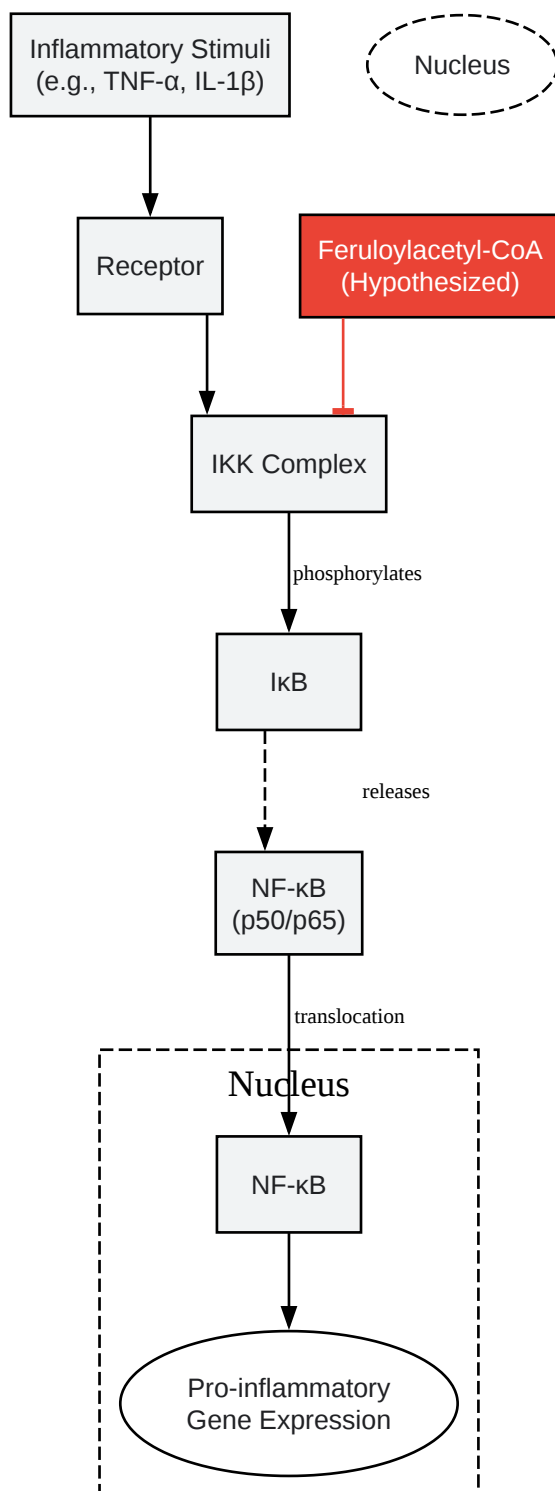 Inflammatory Stimuli
(e.g., TNF-α, IL-1β)
Nucleus
Receptor
Feruloylacetyl-CoA
(Hypothesized)
IKK Complex
phosphorylates
IκB
releases
NF-κB
(p50/p65)
translocation
Nucleus
NF-κB
Pro-inflammatory
Gene Expression